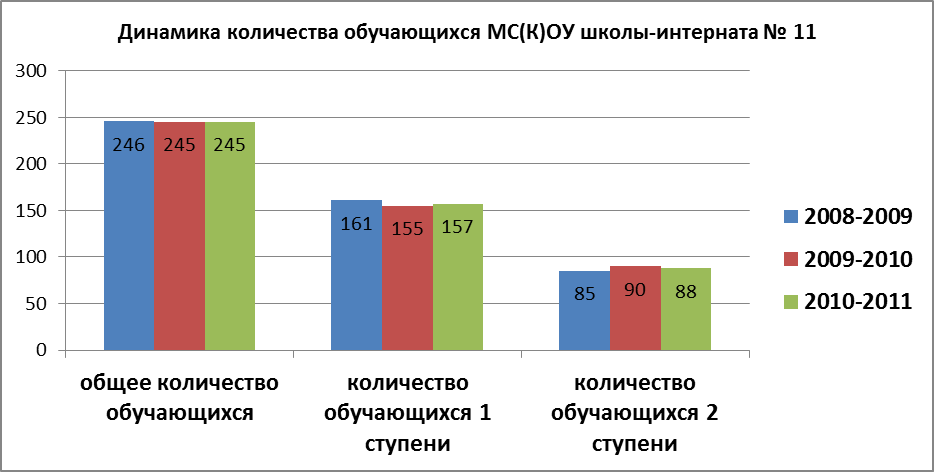 Динамика количества обучающихся МС(К)ОУ школы-интерната № 11
300
250
200
150
100
50
0
246
245
245
161
155
157
85
90
88
общее количество
обучающихся
количество
обучающихся 1
ступени
количество
обучающихся 2
ступени
2008-2009
2009-2010
2010-2011